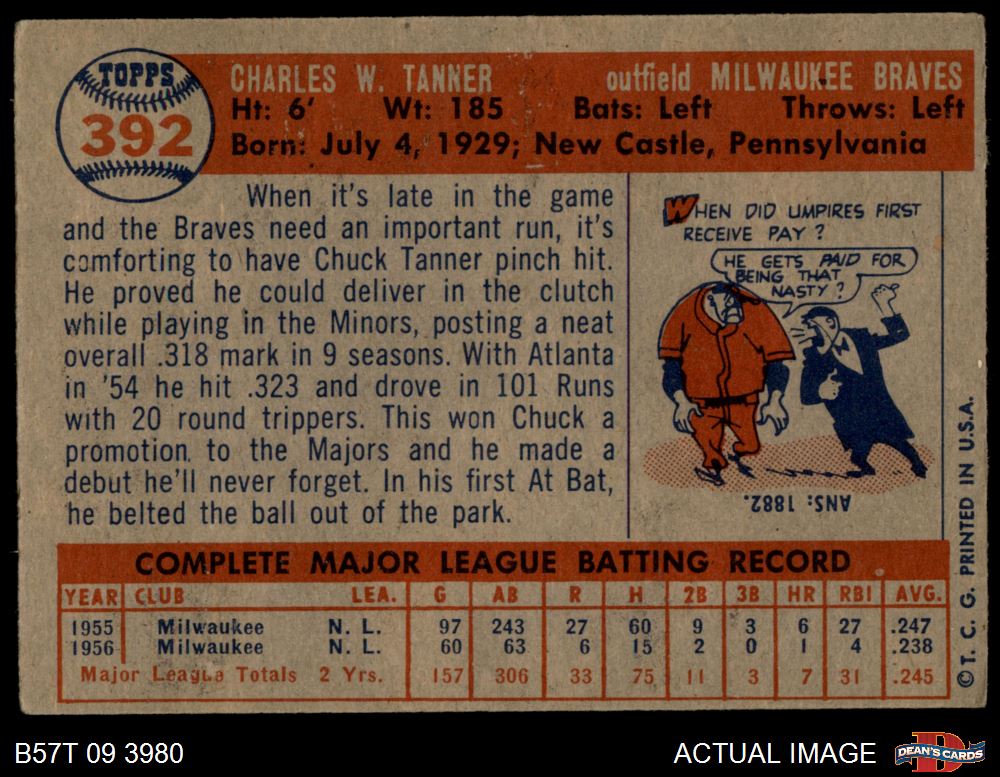 TOPPS
392
CHARLES W. TANNER outfield MILWAUKEE BRAVES
Ht: 6' Wt: 185 Bats: Left Throws: Left
Born: July 4, 1929; New Castle, Pennsylvania
When it's late in the game
and the Braves need an important run, it's
comforting to have Chuck Tanner pinch hit.
He proved he could deliver in the clutch
while playing in the Minors, posting a neat
overall .318 mark in 9 seasons. With Atlanta
in '54 he hit .323 and drove in 101 Runs
with 20 round trippers. This won Chuck a
promotion to the Majors and he made a
debut he'll never forget. In his first At Bat,
he belted the ball out of the park.
WHEN DID UMPIRES FIRST
RECEIVE PAY?
HE GETS PAID FOR
BEING THAT
NASTY?
ANS: 1882.
COMPLETE MAJOR LEAGUE BATTING RECORD
YEAR CLUB LEA. G AB R H 2B 3B HR RBI AVG.
1955 Milwaukee N. L. 97 243 27 60 9 3 6 27 .247
1956 Milwaukee N. L. 60 63 6 15 2 0 1 4 .238
Major League Totals 2 Yrs. 157 306 33 75 11 3 7 31 .245
© T. C. G. PRINTED IN U.S.A.
B57T 09 3980
ACTUAL IMAGE
D
DEAN'S CARDS